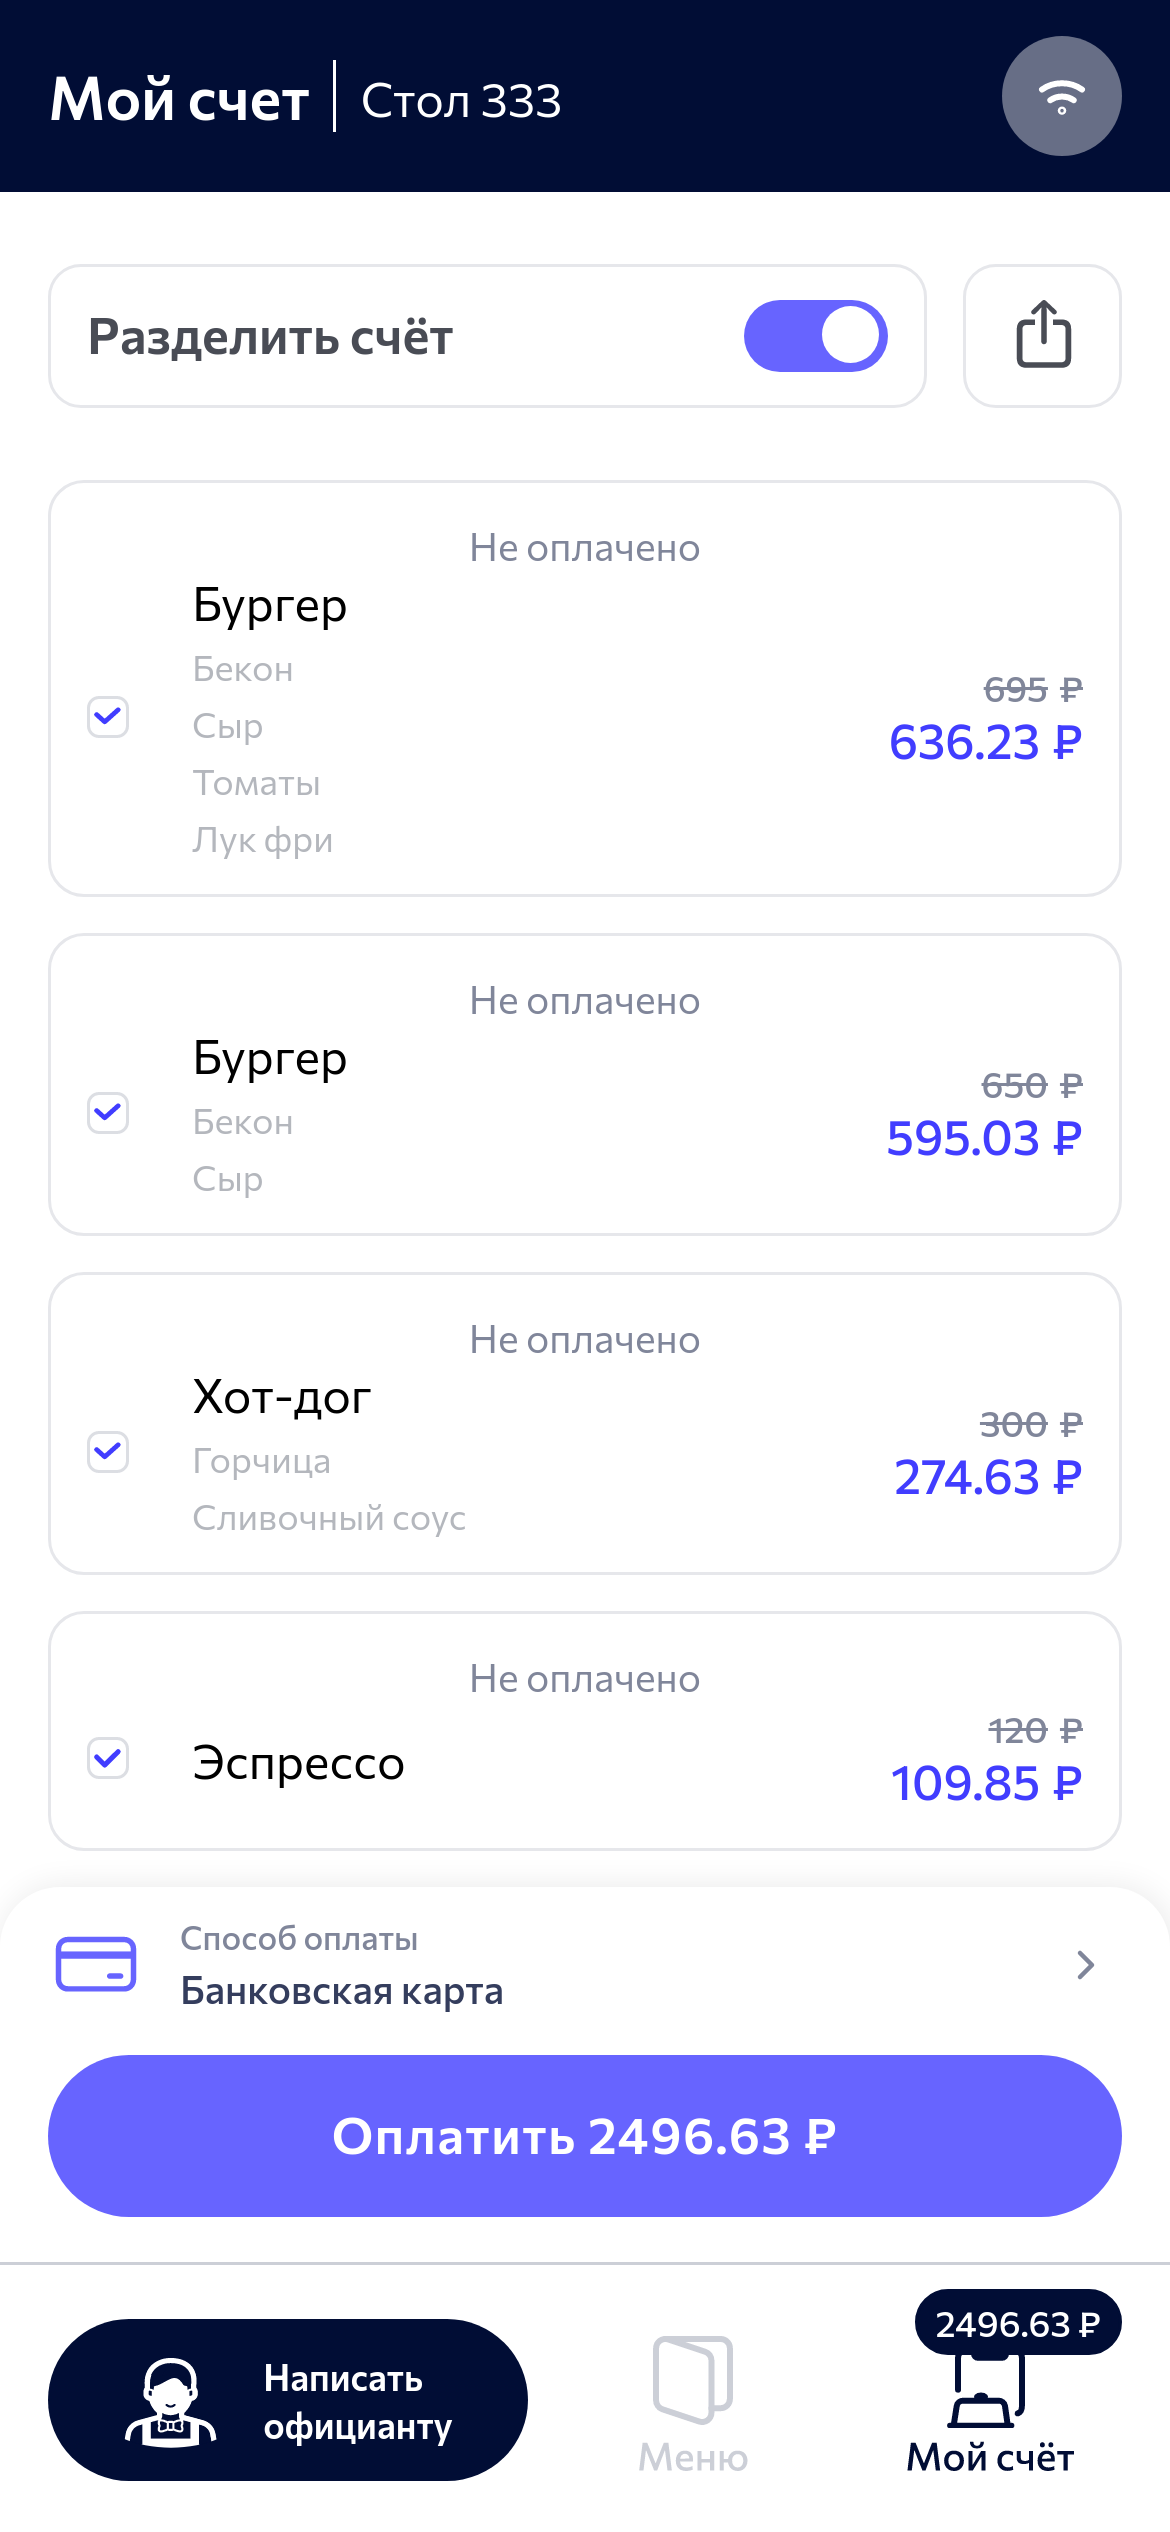 Мой счет
Стол 333
Разделить счёт
Не оплачено
Бургер
Бекон
Сыр
Томаты
Лук фри
695 ₽
636.23 ₽
Не оплачено
Бургер
Бекон
Сыр
650 ₽
595.03 ₽
Не оплачено
Хот-дог
Горчица
Сливочный соус
300 ₽
274.63 ₽
Не оплачено
Эспрессо
120 ₽
109.85 ₽
Способ оплаты
Банковская карта
Оплатить 2496.63 ₽
Написать
официанту
Меню
2496.63 ₽
Мой счёт